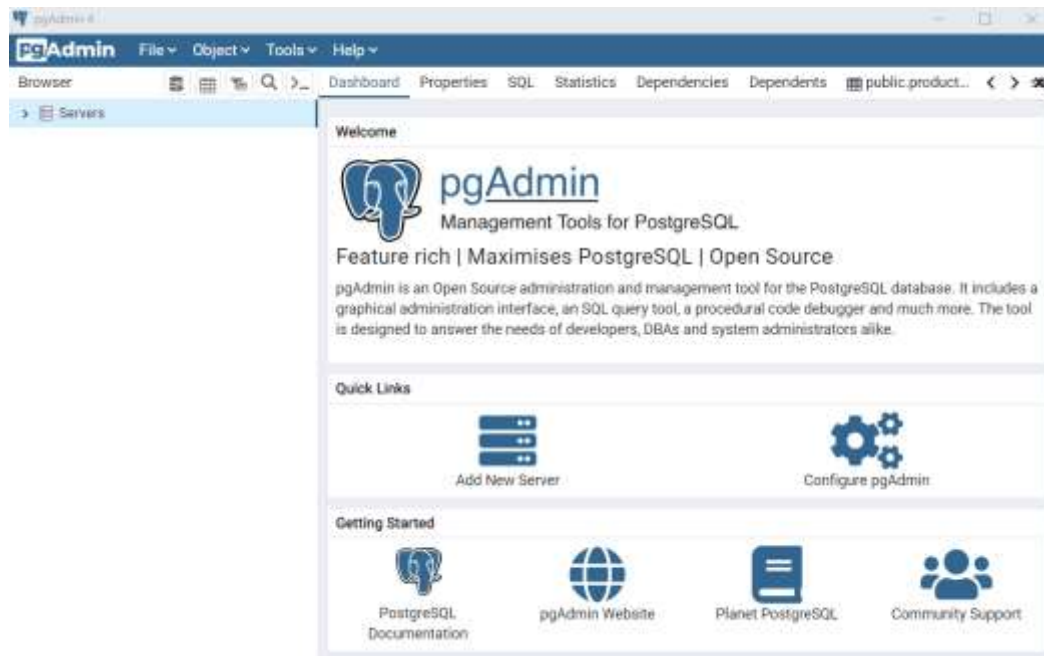 pgAdmin 4
pgAdmin File Object Tools Help
Browser >_ Dashboard Properties SQL Statistics Dependencies Dependents public.product...
Servers
Welcome
pgAdmin
Management Tools for PostgreSQL
Feature rich | Maximises PostgreSQL | Open Source
pgAdmin is an Open Source administration and management tool for the PostgreSQL database. It includes a
graphical administration interface, an SQL query tool, a procedural code debugger and much more. The tool
is designed to answer the needs of developers, DBAs and system administrators alike.
Quick Links
Add New Server Configure pgAdmin
Getting Started
PostgreSQL
Documentation
pgAdmin Website
Planet PostgreSQL
Community Support